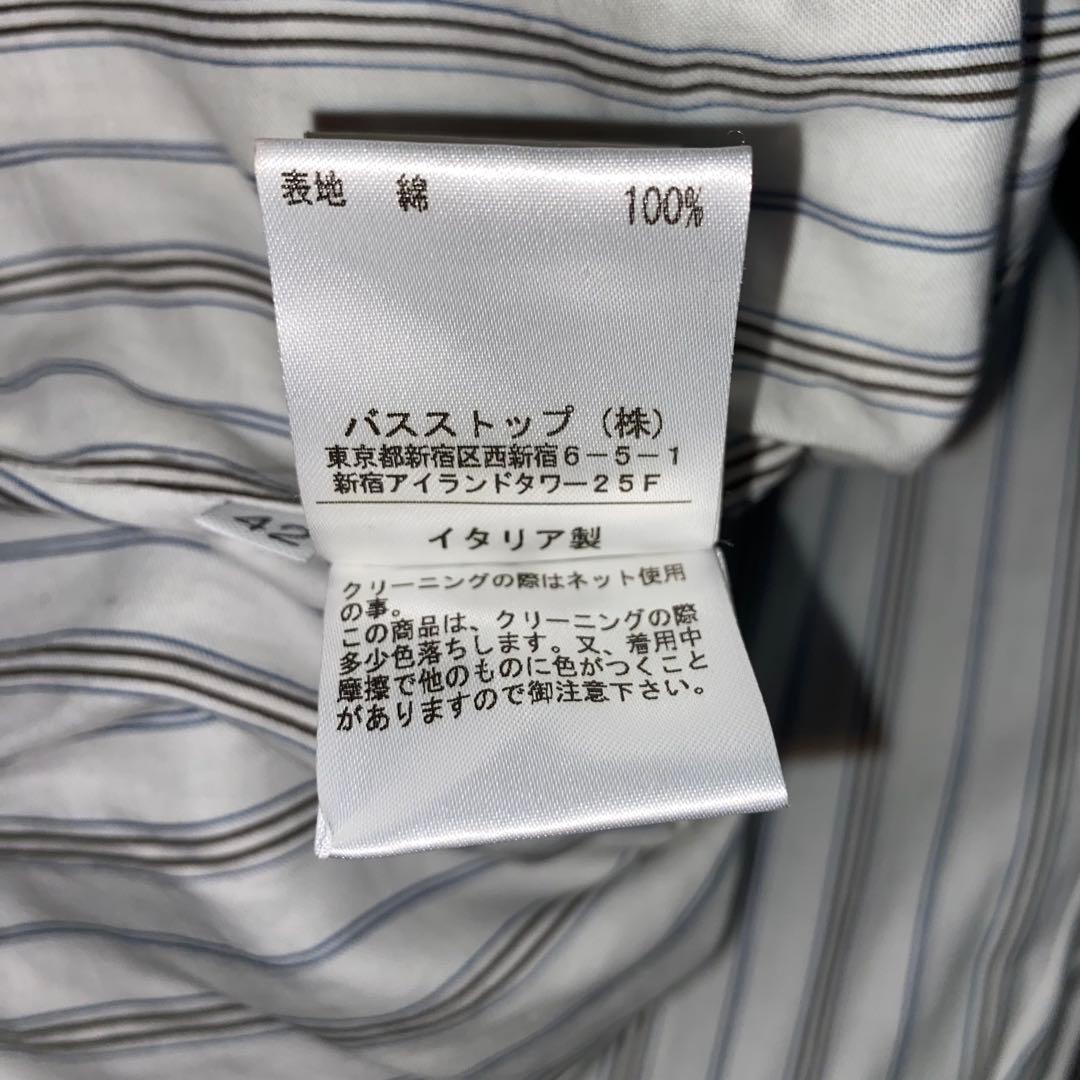 表地 綿 100%
バスストップ(株)
東京都新宿区西新宿6-5-1
新宿アイランドタワー25F
イタリア製
42
クリーニングの際はネット使用
の事。
この商品は、クリーニングの際
多少色落ちします。又、着用中
摩擦で他のものに色がつくこと
がありますので御注意下さい。